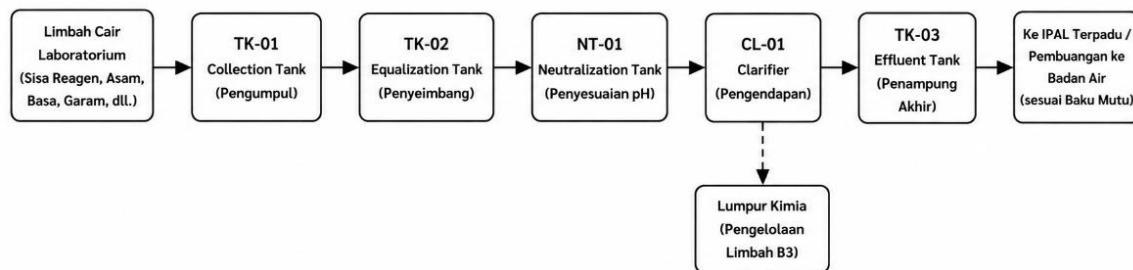 Limbah Cair
Laboratorium
(Sisa Reagen, Asam,
Basa, Garam, dll.)
TK-01
Collection Tank
(Pengumpul)
TK-02
Equalization Tank
(Penyeimbang)
NT-01
Neutralization Tank
(Penyesuaian pH)
CL-01
Clarifier
(Pengendapan)
TK-03
Effluent Tank
(Penampung
Akhir)
Ke IPAL Terpadu /
Pembuangan ke
Badan Air
(sesuai Baku Mutu)
Lumpur Kimia
(Pengelolaan
Limbah B3)